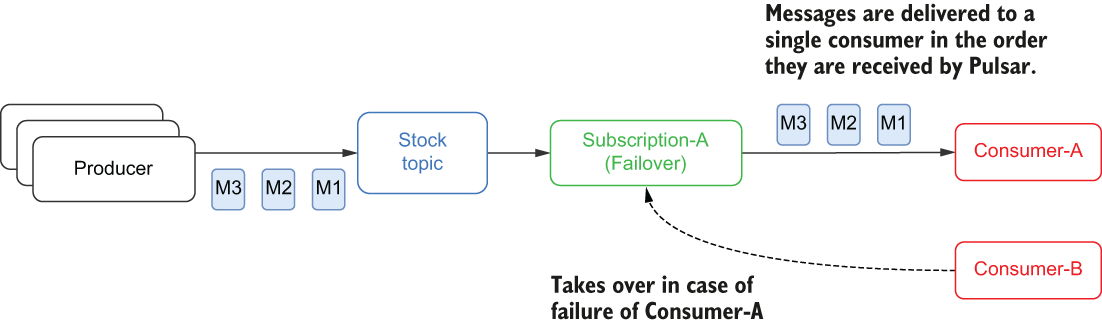 Messages are delivered to a
single consumer in the order
they are received by Pulsar.
M3 M2 M1
Producer
Stock
topic
Subscription-A
(Failover)
Consumer-A
M3 M2 M1
Consumer-B
Takes over in case of
failure of Consumer-A